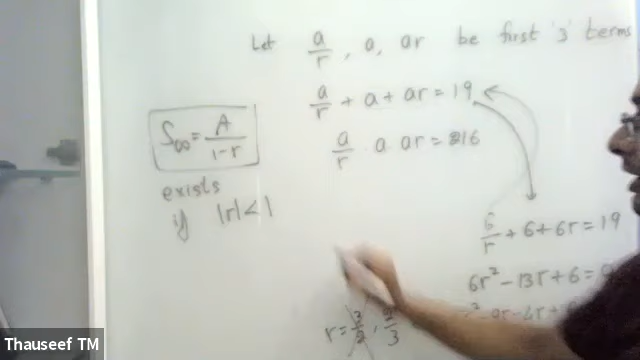 Let a/r, a, ar be first '3' terms
a/r + a + ar = 19
a/r · a · ar = 216
S∞ = A/1-r
exists
if |r| < 1
6/r + 6 + 6r = 19
6r² - 13r + 6 =
r = 3/2, 2/3
Thauseef TM